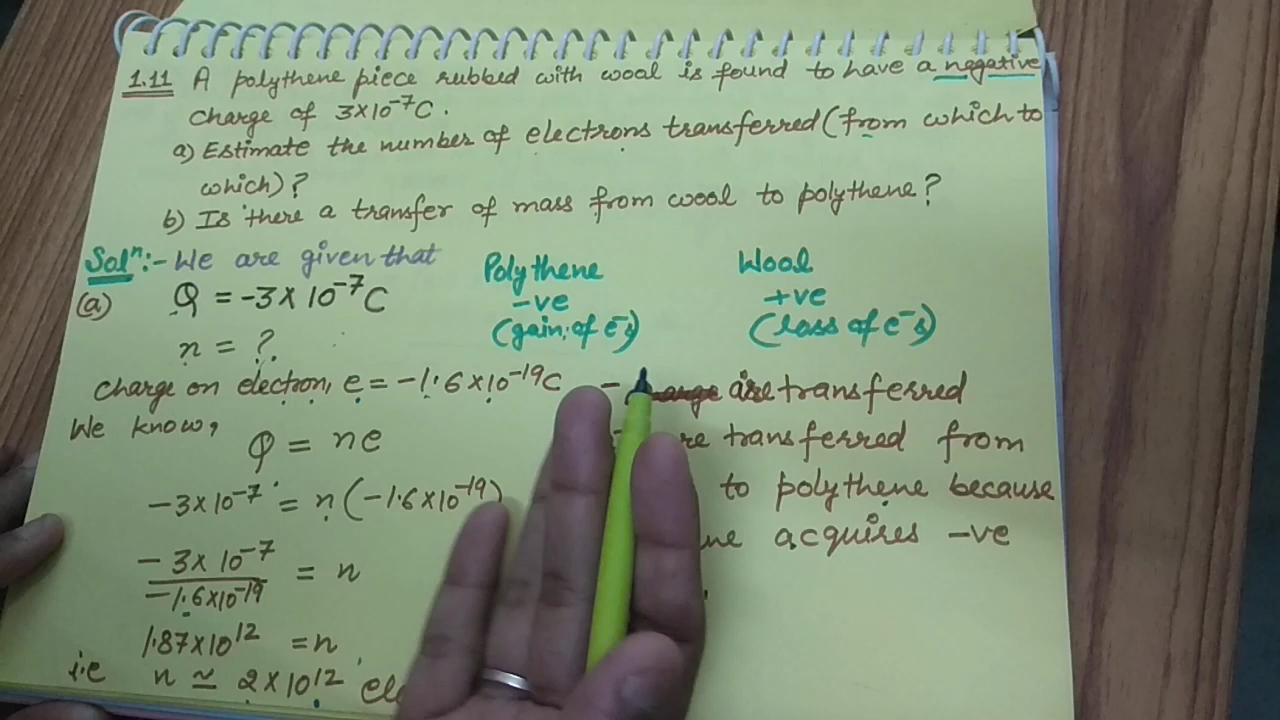 1.11 A polythene piece rubbed with wool is found to have a negative
charge of 3×10⁻⁷C.
a) Estimate the number of electrons transferred (from which to
which)?
b) Is there a transfer of mass from wool to polythene?
Solⁿ:- We are given that
(a) Q = -3×10⁻⁷C
n = ?
Polythene
-ve
(gain of e⁻s)
Wool
+ve
(loss of e⁻s)
Charge on electron, e = -1.6×10⁻¹⁹C
We know,
Q = ne
-3×10⁻⁷ = n(-1.6×10⁻¹⁹)
-3×10⁻⁷ / -1.6×10⁻¹⁹ = n
1.87×10¹² = n
i.e n ≃ 2×10¹²
- are transferred
transferred from
to polythene because
acquires -ve